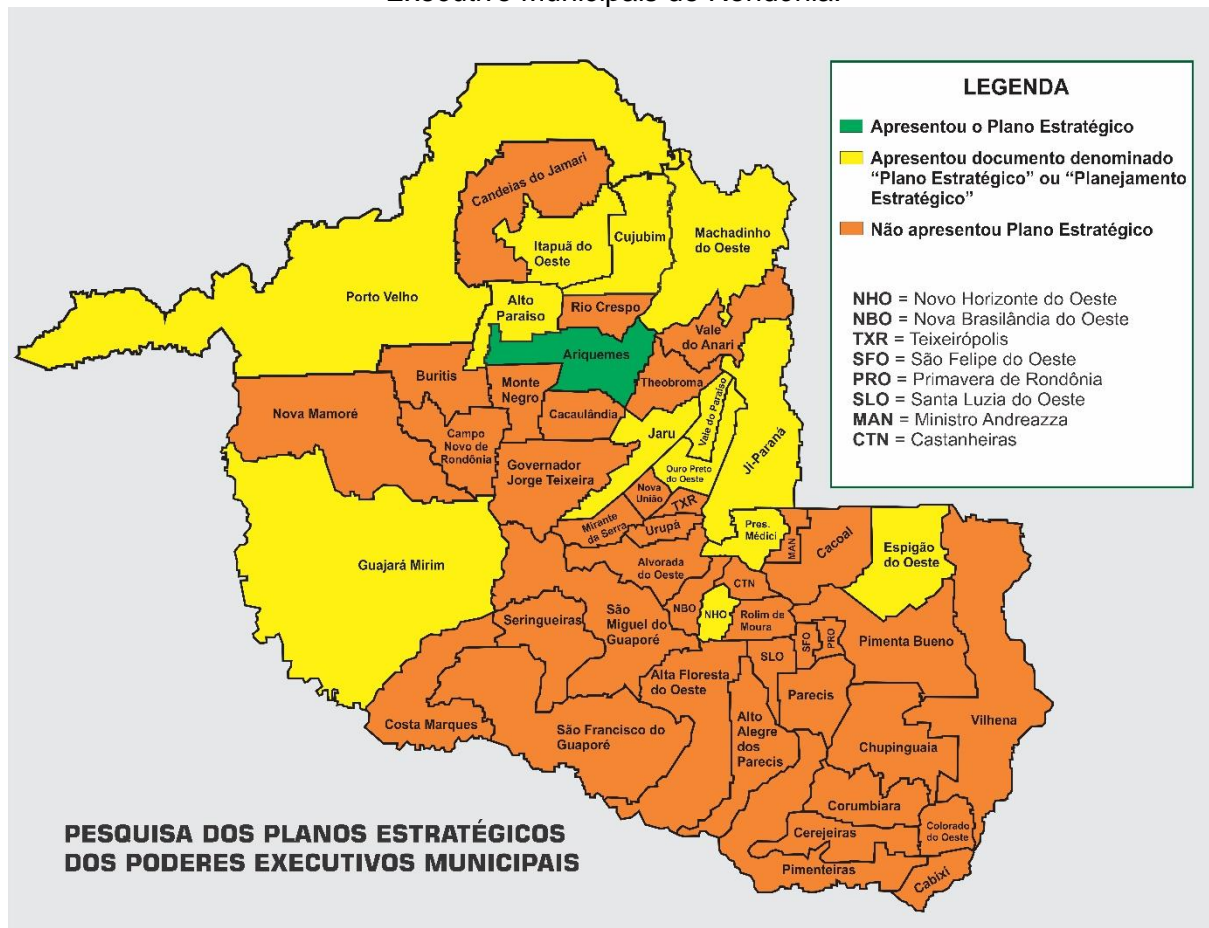 Executivo Municipais de Rondônia.
LEGENDA
Apresentou o Plano Estratégico
Apresentou documento denominado
“Plano Estratégico” ou “Planejamento
Estratégico”
Não apresentou Plano Estratégico
NHO = Novo Horizonte do Oeste
NBO = Nova Brasilândia do Oeste
TXR = Teixeirópolis
SFO = São Felipe do Oeste
PRO = Primavera de Rondônia
SLO = Santa Luzia do Oeste
MAN = Ministro Andreazza
CTN = Castanheiras
Candeias do Jamari
Itapuã do
Oeste
Cujubim
Machadinho
do Oeste
Porto Velho
Alto
Paraiso
Rio Crespo
Ariquemes
Vale
do Anari
Buritis
Monte
Negro
Theobroma
Nova Mamoré
Cacaulândia
Campo
Novo de
Rondônia
Governador
Jorge Teixeira
Jaru
Vale do Paraíso
Ouro Preto
do Oeste
Ji-Paraná
Nova
União
TXR
Mirante
da Serra
Urupá
Pres.
Médici
MAN
Cacoal
Espigão
do Oeste
Guajará Mirim
Alvorada
do Oeste
CTN
NBO
NHO
Rolim de
Moura
Seringueiras
São
Miguel do
Guaporé
SFO
PRO
Pimenta Bueno
SLO
Alta Floresta
do Oeste
Parecis
Vilhena
Costa Marques
São Francisco do
Guaporé
Alto
Alegre
dos
Parecis
Chupinguaia
Corumbiara
Cerejeiras
Colorado
do Oeste
Pimenteiras
Cabixi
PESQUISA DOS PLANOS ESTRATÉGICOS
DOS PODERES EXECUTIVOS MUNICIPAIS